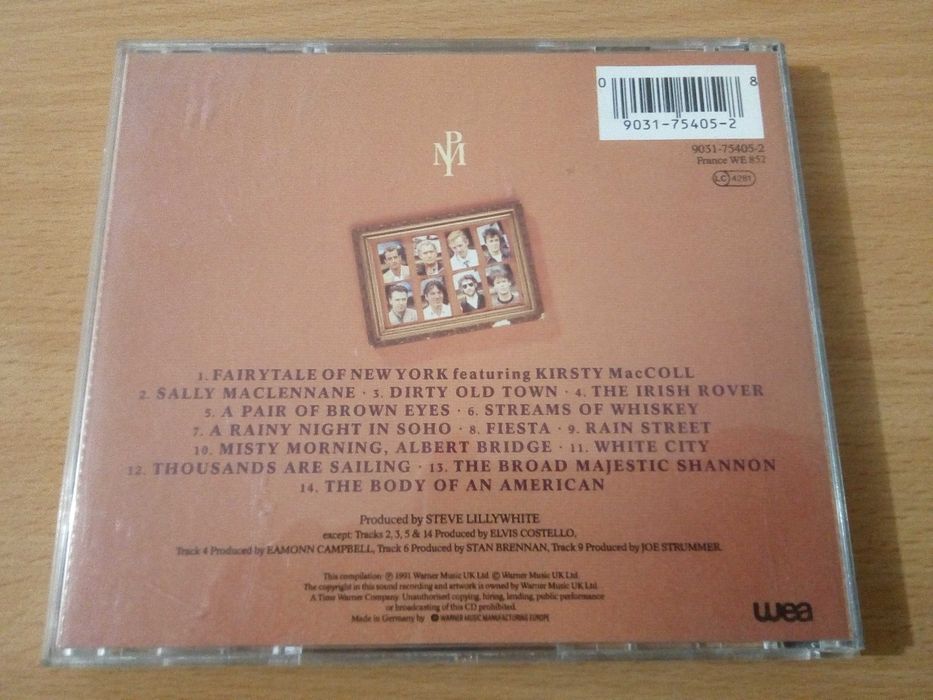 0 8
9031-75405-2
9031-75405-2
France WE 852
LC 4281
PM
1. FAIRYTALE OF NEW YORK featuring KIRSTY MacCOLL
2. SALLY MACLENNANE · 3. DIRTY OLD TOWN · 4. THE IRISH ROVER
5. A PAIR OF BROWN EYES · 6. STREAMS OF WHISKEY
7. A RAINY NIGHT IN SOHO · 8. FIESTA · 9. RAIN STREET
10. MISTY MORNING, ALBERT BRIDGE · 11. WHITE CITY
12. THOUSANDS ARE SAILING · 13. THE BROAD MAJESTIC SHANNON
14. THE BODY OF AN AMERICAN
Produced by STEVE LILLYWHITE
except: Tracks 2, 3, 5 & 14 Produced by ELVIS COSTELLO,
Track 4 Produced by EAMONN CAMPBELL, Track 6 Produced by STAN BRENNAN, Track 9 Produced by JOE STRUMMER.
This compilation ℗ 1991 Warner Music UK Ltd. © Warner Music UK Ltd.
The copyright in this sound recording and artwork is owned by Warner Music UK Ltd.
A Time Warner Company. Unauthorised copying, hiring, lending, public performance
or broadcasting of this CD prohibited.
Made in Germany by WARNER MUSIC MANUFACTURING EUROPE
wea